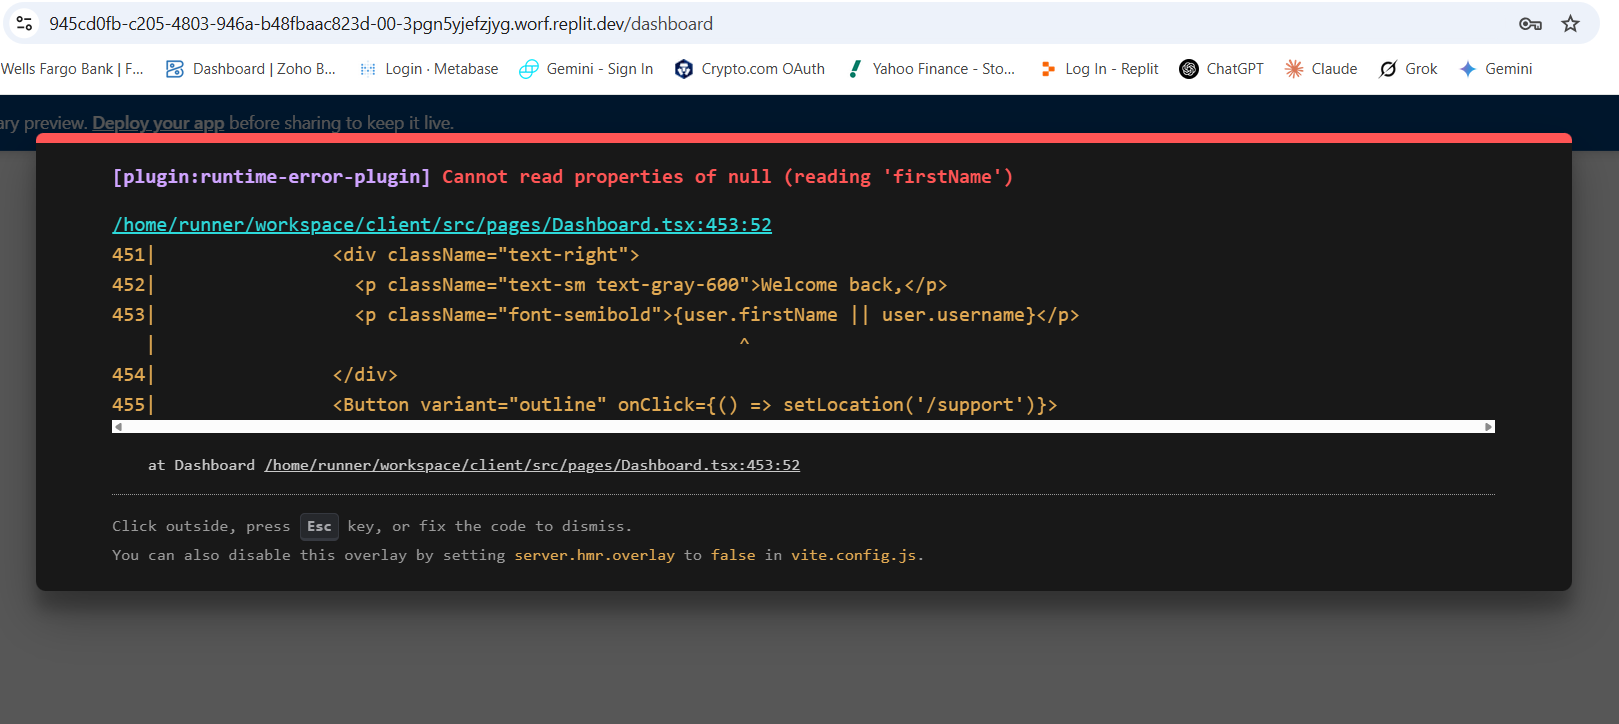 945cd0fb-c205-4803-946a-b48fbaac823d-00-3pgn5yjefzjyg.worf.replit.dev/dashboard
Wells Fargo Bank | F... Dashboard | Zoho B... Login · Metabase Gemini - Sign In Crypto.com OAuth Yahoo Finance - Sto... Log In - Replit ChatGPT Claude Grok Gemini
ary preview. Deploy your app before sharing to keep it live.
[plugin:runtime-error-plugin] Cannot read properties of null (reading 'firstName')
/home/runner/workspace/client/src/pages/Dashboard.tsx:453:52
451| <div className="text-right">
452| <p className="text-sm text-gray-600">Welcome back,</p>
453| <p className="font-semibold">{user.firstName || user.username}</p>
| ^
454| </div>
455| <Button variant="outline" onClick={() => setLocation('/support')}>
at Dashboard /home/runner/workspace/client/src/pages/Dashboard.tsx:453:52
Click outside, press Esc key, or fix the code to dismiss.
You can also disable this overlay by setting server.hmr.overlay to false in vite.config.js.